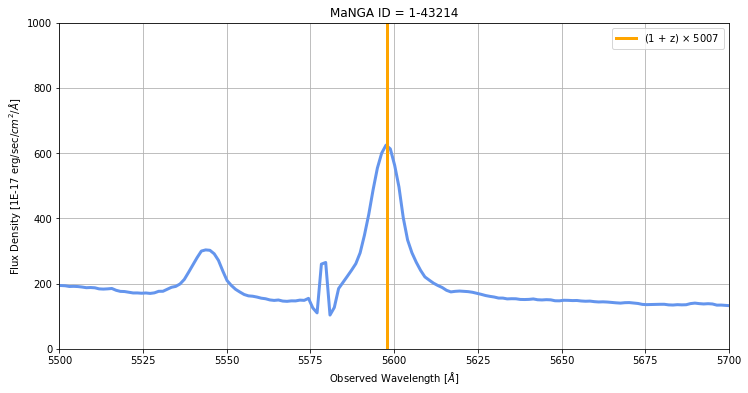 MaNGA ID = 1-43214
(1 + z) × 5007
Flux Density [1E-17 erg/sec/cm²/Å]
1000
800
600
400
200
0
5500 5525 5550 5575 5600 5625 5650 5675 5700
Observed Wavelength [Å]